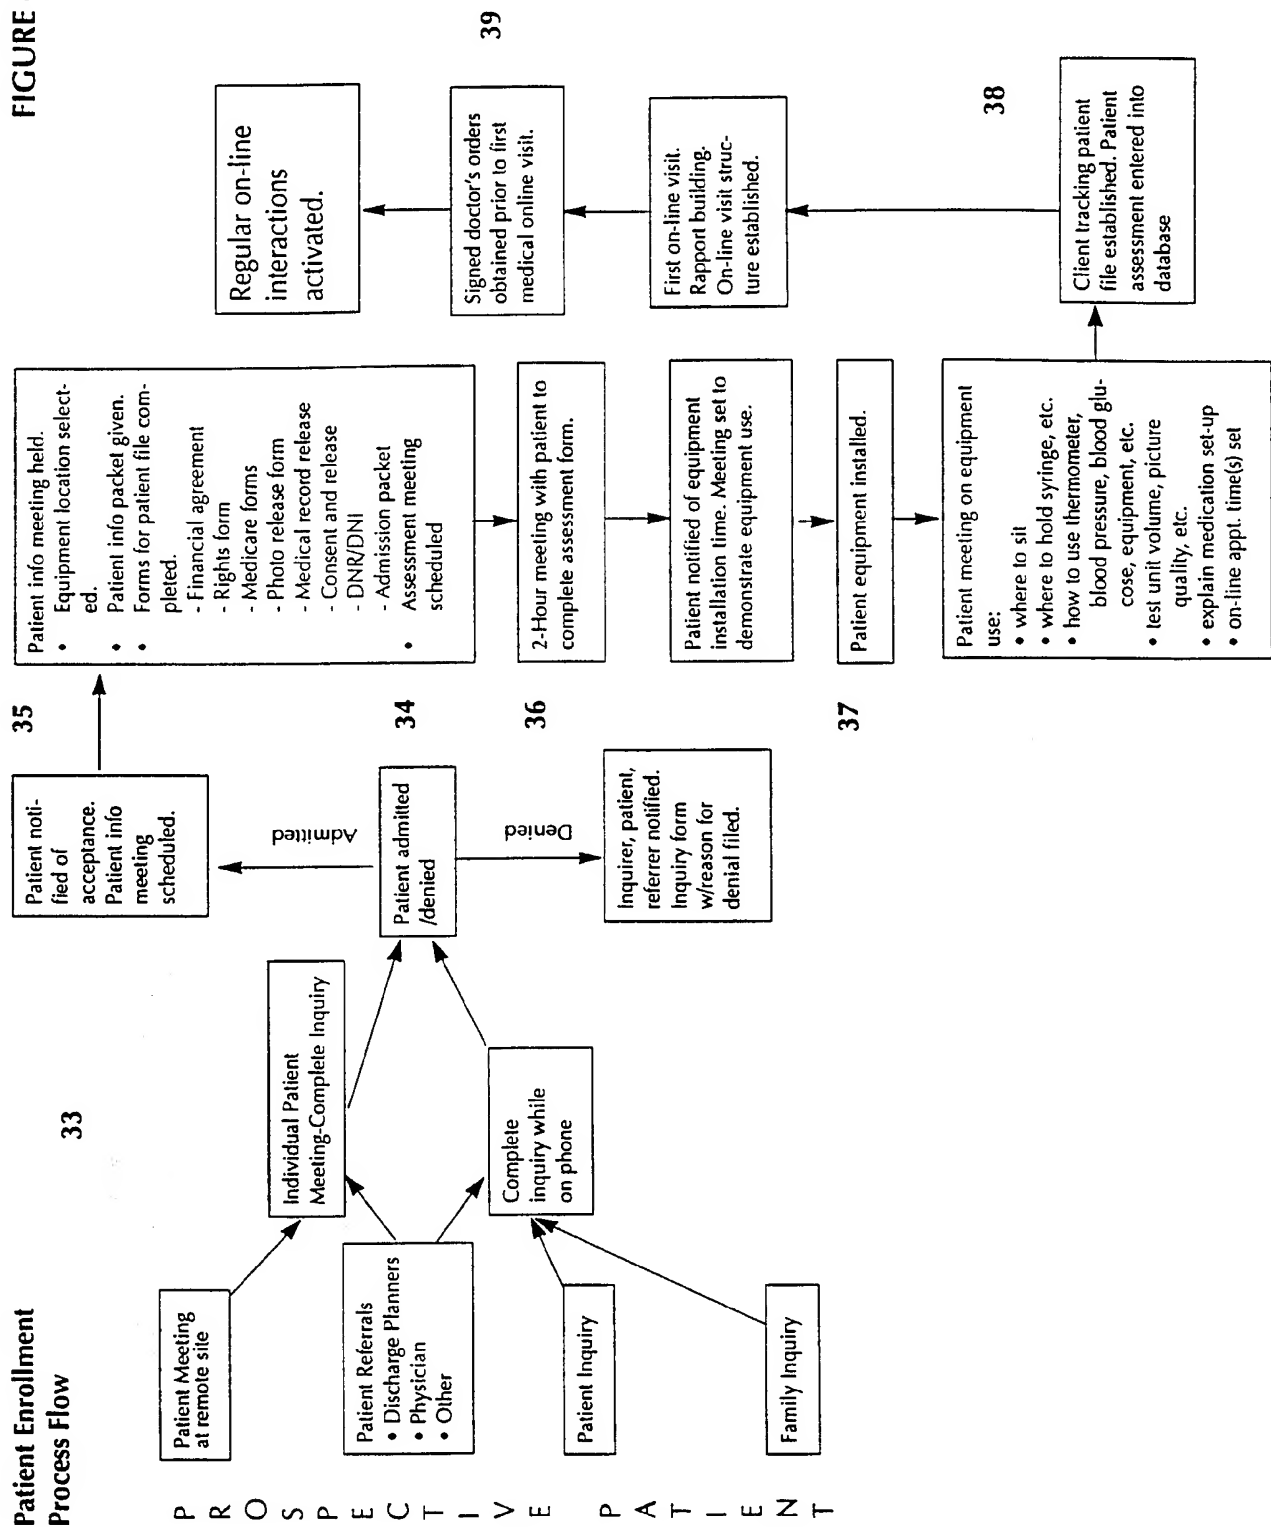 Patient Enrollment
Process Flow
FIGURE
33
P
R
O
S
P
E
C
T
I
V
E
P
A
T
I
E
N
T
Patient Meeting
at remote site
Patient Referrals
• Discharge Planners
• Physician
• Other
Patient Inquiry
Family Inquiry
Individual Patient
Meeting-Complete Inquiry
Complete
inquiry while
on phone
34
Patient admitted
/denied
Admitted
Denied
35
Patient noti-
fied of
acceptance.
Patient info
meeting
scheduled.
36
Inquirer, patient,
referrer notified.
Inquiry form
w/reason for
denial filed.
Patient info meeting held.
• Equipment location select-
ed.
• Patient info packet given.
• Forms for patient file com-
pleted.
- Financial agreement
- Rights form
- Medicare forms
- Photo release form
- Medical record release
- Consent and release
- DNR/DNI
- Admission packet
• Assessment meeting
scheduled
2-Hour meeting with patient to
complete assessment form.
Patient notified of equipment
installation time. Meeting set to
demonstrate equipment use.
37
Patient equipment installed.
Patient meeting on equipment
use:
• where to sit
• where to hold syringe, etc.
• how to use thermometer,
blood pressure, blood glu-
cose, equipment, etc.
• test unit volume, picture
quality, etc.
• explain medication set-up
• on-line appt. time(s) set
38
Client tracking patient
file established. Patient
assessment entered into
database
First on-line visit.
Rapport building.
On-line visit struc-
ture established.
39
Signed doctor's orders
obtained prior to first
medical online visit.
Regular on-line
interactions
activated.